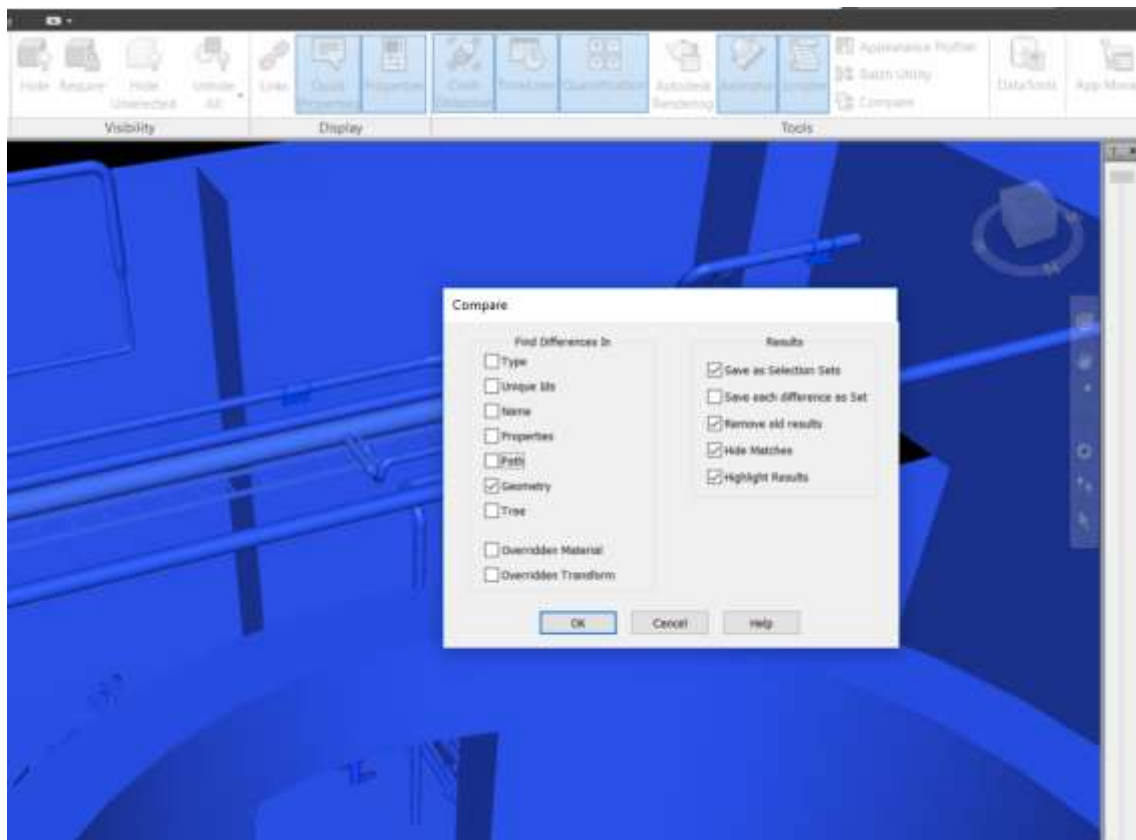 Hide Require Hide Unselected Unhide All
Links Quick Properties Properties
Clash Detective TimeLiner Quantification Autodesk Rendering Animator Scripter
Appearance Profiler
Batch Utility
Compare
DataTools App Mana
Visibility Display Tools
Compare
Find Differences In
Type
Unique Ids
Name
Properties
Path
Geometry
Tree
Overridden Material
Overridden Transform
Results
Save as Selection Sets
Save each difference as Set
Remove old results
Hide Matches
Highlight Results
OK Cancel Help